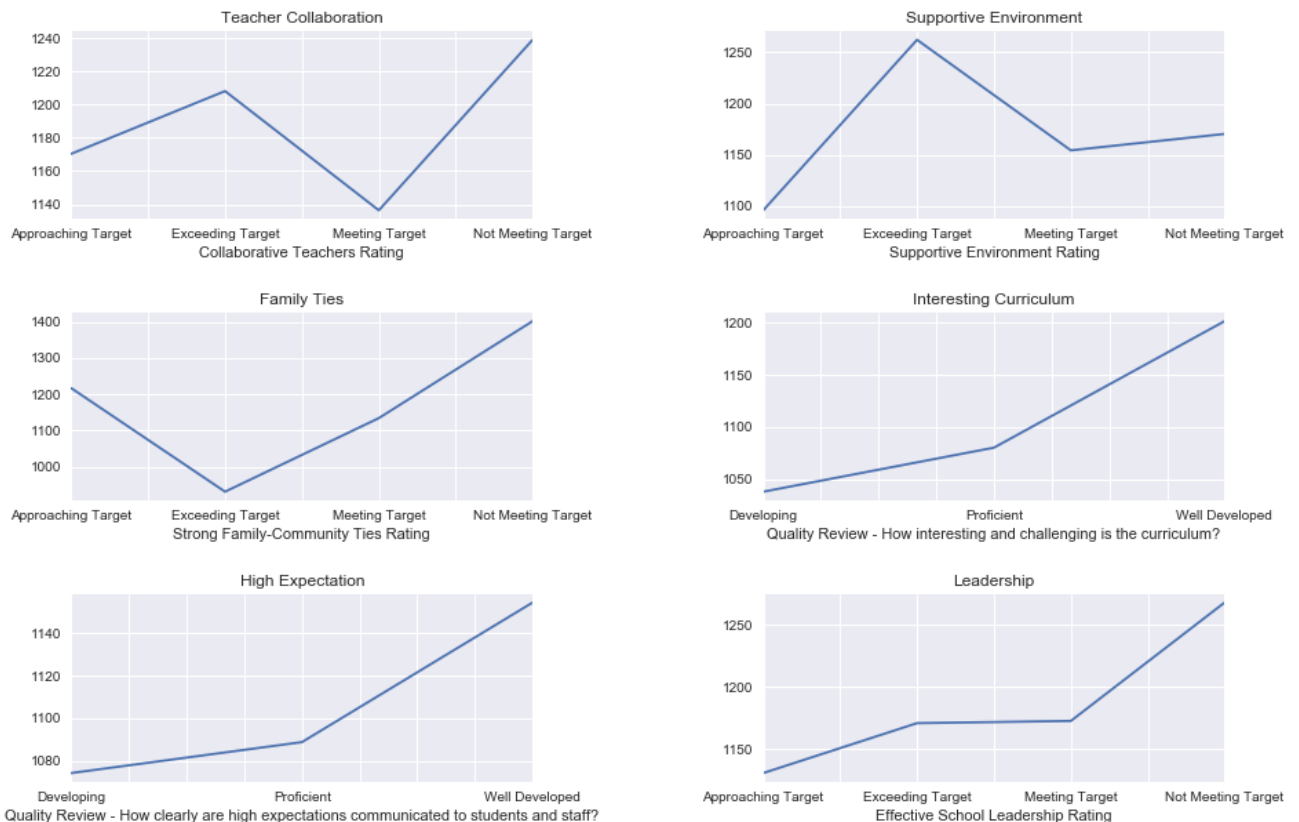 Teacher Collaboration
1240
1220
1200
1180
1160
1140
Approaching Target Exceeding Target Meeting Target Not Meeting Target
Collaborative Teachers Rating
Supportive Environment
1250
1200
1150
1100
Approaching Target Exceeding Target Meeting Target Not Meeting Target
Supportive Environment Rating
Family Ties
1400
1300
1200
1100
1000
Approaching Target Exceeding Target Meeting Target Not Meeting Target
Strong Family-Community Ties Rating
Interesting Curriculum
1200
1150
1100
1050
Developing Proficient Well Developed
Quality Review - How interesting and challenging is the curriculum?
High Expectation
1140
1120
1100
1080
Developing Proficient Well Developed
Quality Review - How clearly are high expectations communicated to students and staff?
Leadership
1250
1200
1150
Approaching Target Exceeding Target Meeting Target Not Meeting Target
Effective School Leadership Rating